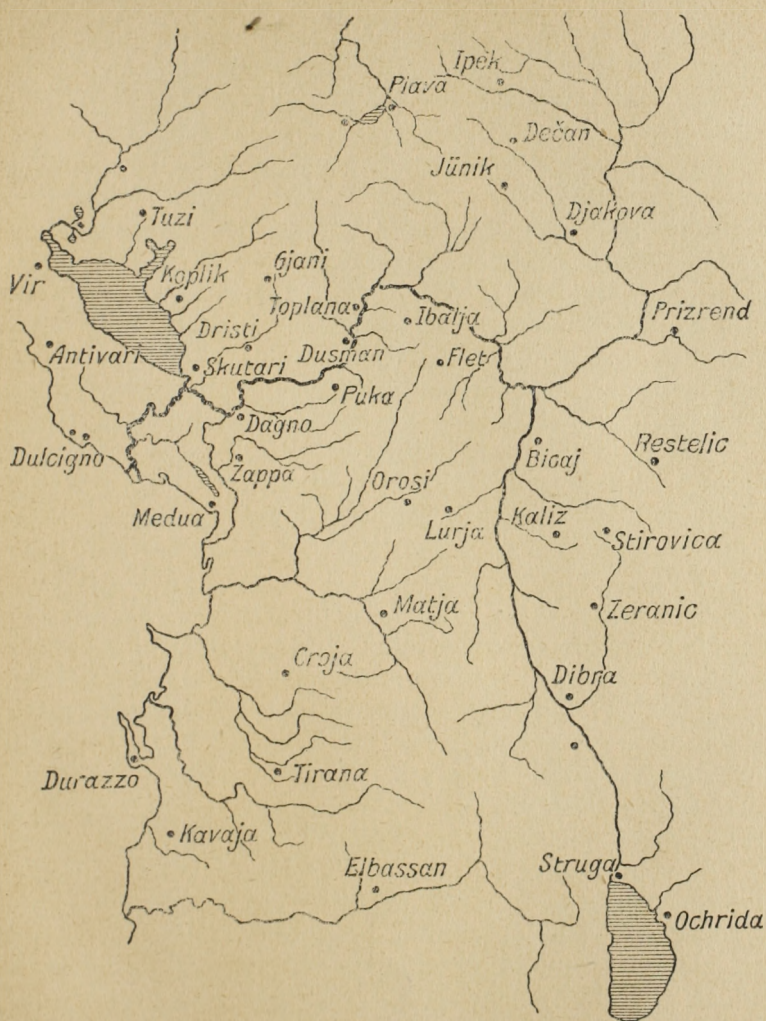 Ipek
Plava
Dečan
Jünik
Djakova
Tuzi
Vir
Koplik
Gjani
Toplana
Ibalja
Prizrend
Dristi
Antivari
Skutari
Dusman
Flet
Puka
Dagno
Dulcigno
Zappa
Bicaj
Restelic
Orosi
Medua
Lurja
Kaliz
Stirovica
Matja
Zeranic
Croja
Dibra
Durazzo
Tirana
Kavaja
Elbassan
Struga
Ochrida